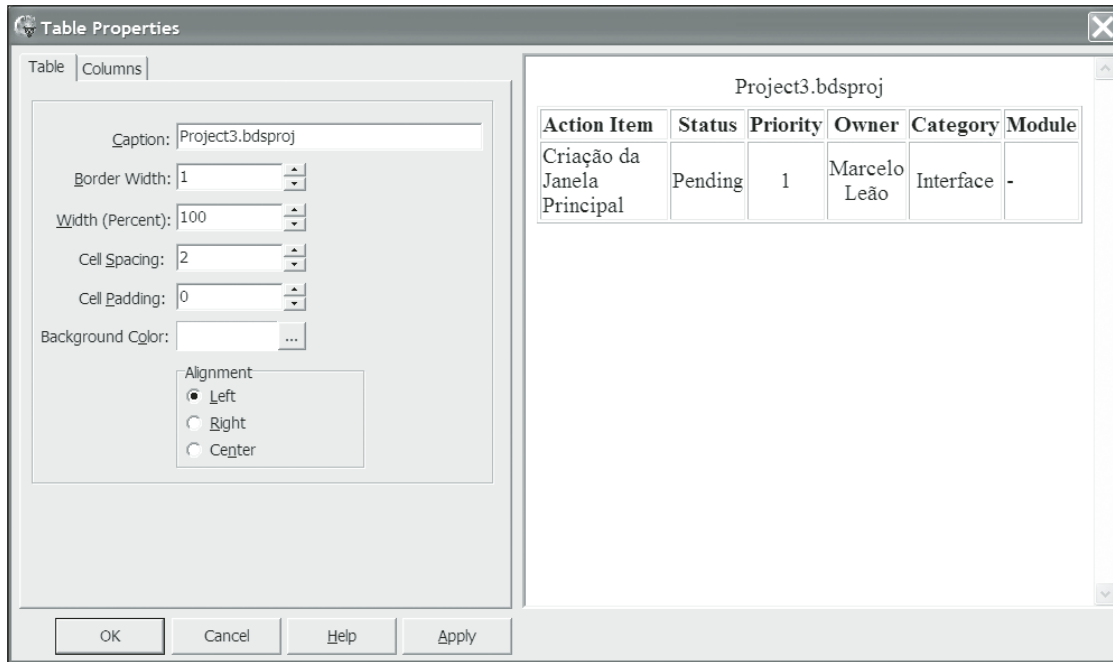 Table Properties
Table Columns
Caption: Project3.bdsproj
Border Width: 1
Width (Percent): 100
Cell Spacing: 2
Cell Padding: 0
Background Color: ...
Alignment
Left
Right
Center
OK Cancel Help Apply
Project3.bdsproj
Action Item Status Priority Owner Category Module
Criação da
Janela
Principal
Pending
1
Marcelo
Leão
Interface
-